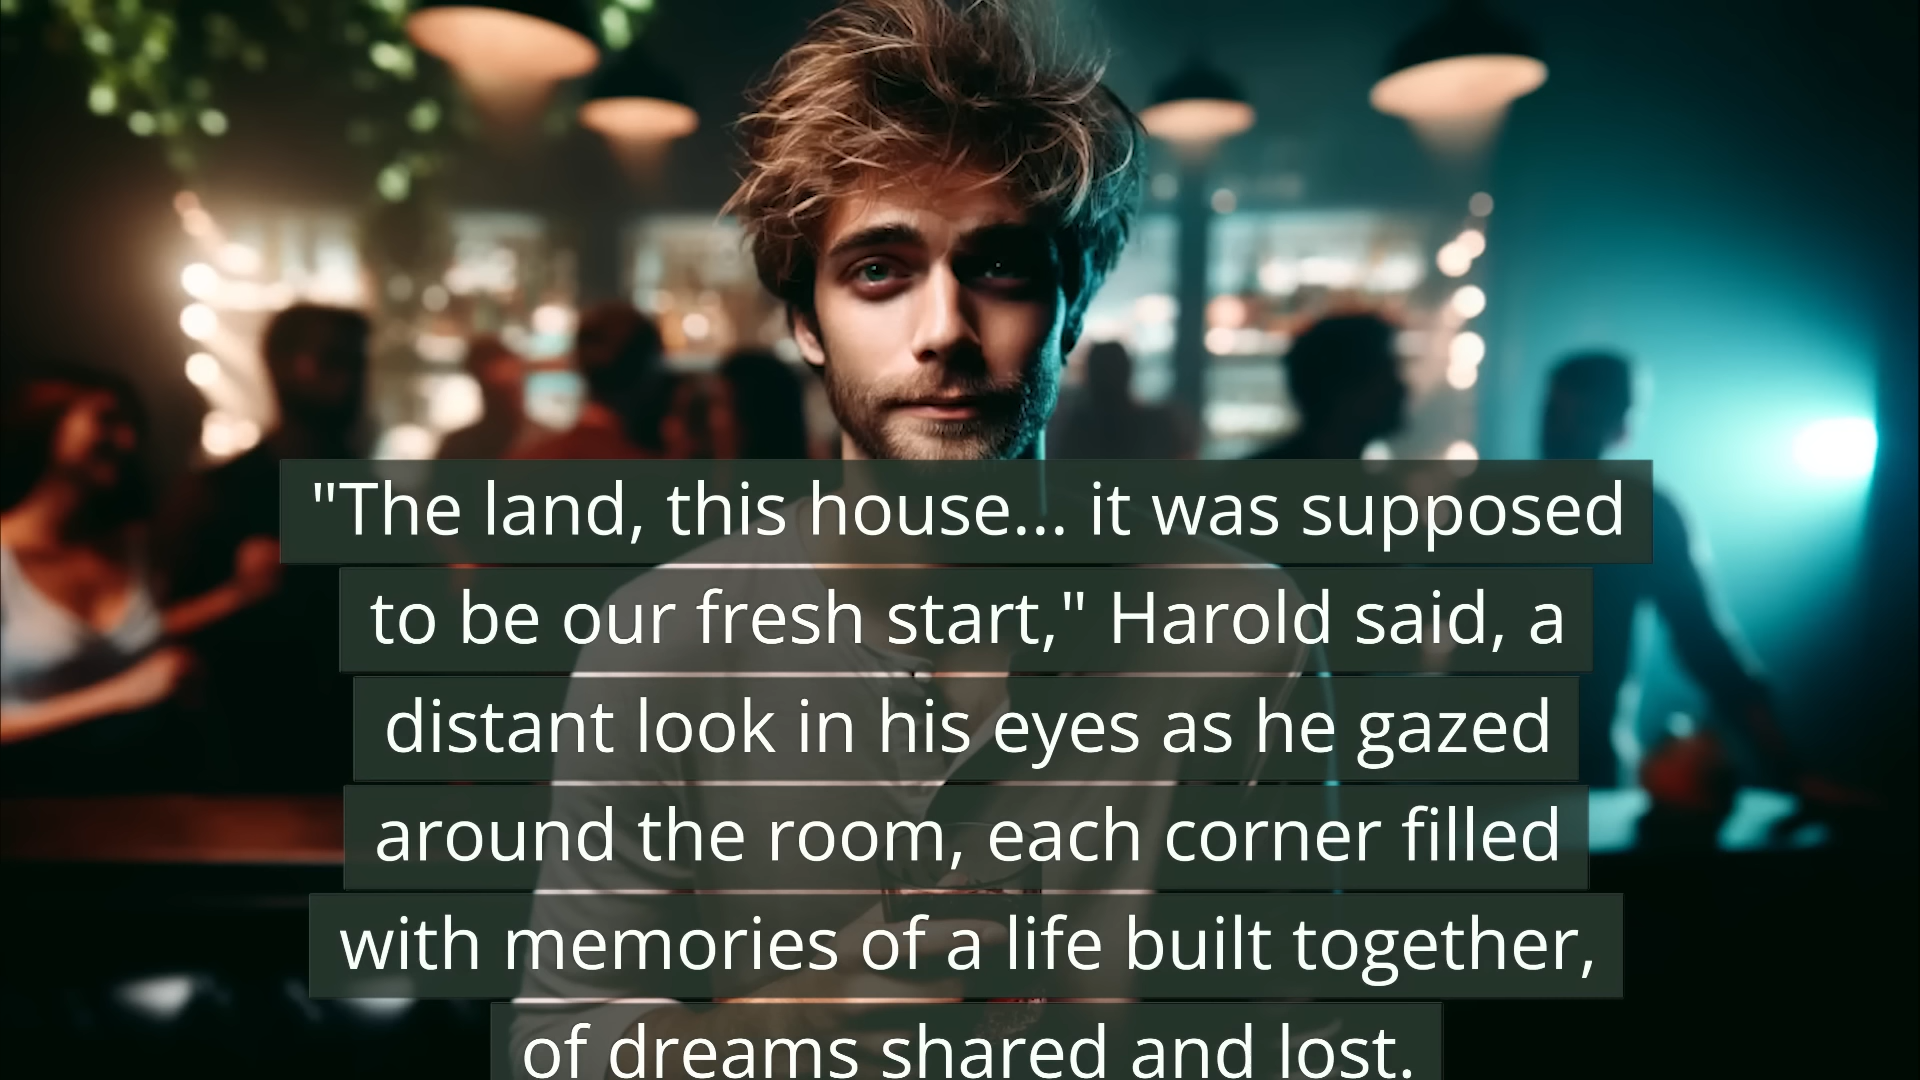 "The land, this house... it was supposed
to be our fresh start," Harold said, a
distant look in his eyes as he gazed
around the room, each corner filled
with memories of a life built together,
of dreams shared and lost.